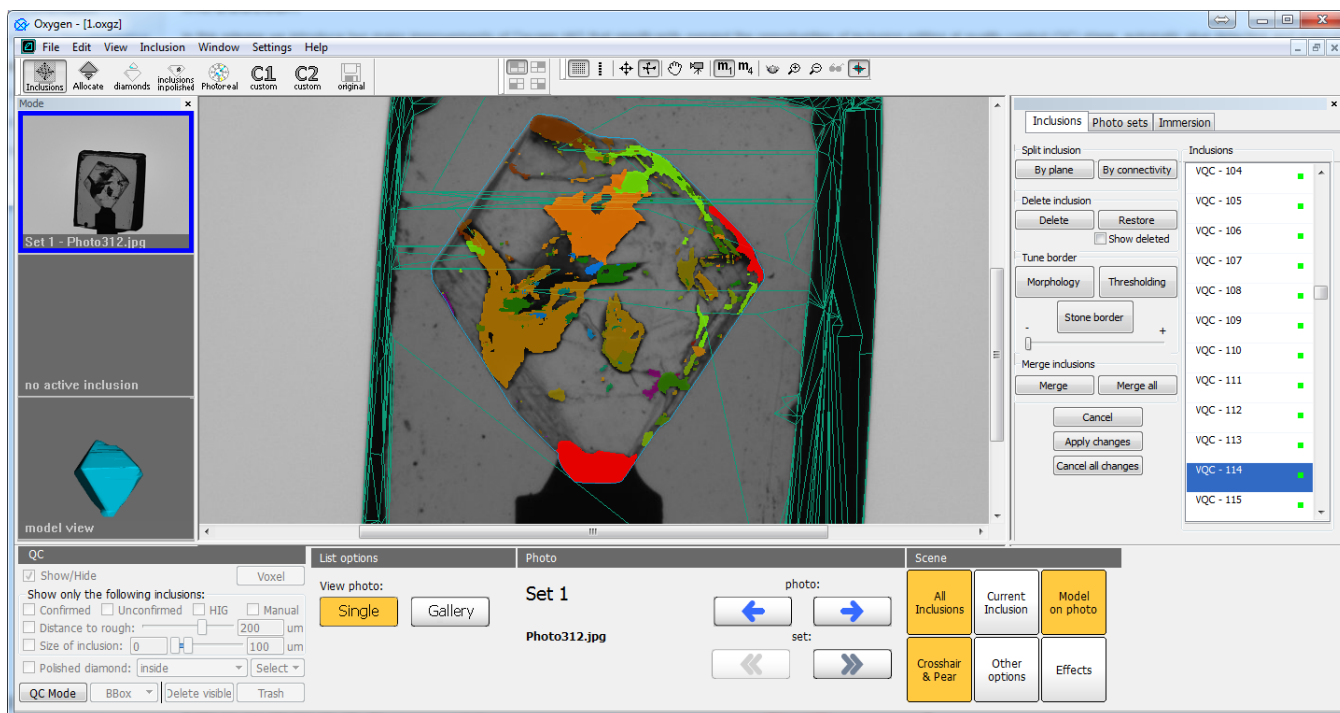 Oxygen - [1.oxgz]
File Edit View Inclusion Window Settings Help
Inclusions
Allocate
diamonds
inclusions
inpolished
Photoreal
C1
custom
C2
custom
original
m1 m4
Mode
Set 1 - Photo312.jpg
no active inclusion
model view
Inclusions Photo sets Immersion
Split inclusion
By plane By connectivity
Delete inclusion
Delete Restore
Show deleted
Tune border
Morphology Thresholding
Stone border
- +
Merge inclusions
Merge Merge all
Cancel
Apply changes
Cancel all changes
Inclusions
VQC - 104
VQC - 105
VQC - 106
VQC - 107
VQC - 108
VQC - 109
VQC - 110
VQC - 111
VQC - 112
VQC - 113
VQC - 114
VQC - 115
QC
Show/Hide Voxel
Show only the following inclusions:
Confirmed Unconfirmed HIG Manual
Distance to rough: 200 um
Size of inclusion: 0 100 um
Polished diamond: inside Select
QC Mode BBox Delete visible Trash
List options
View photo:
Single Gallery
Photo
Set 1
Photo312.jpg
photo:
set:
Scene
All
Inclusions
Current
Inclusion
Model
on photo
Crosshair
& Pear
Other
options
Effects